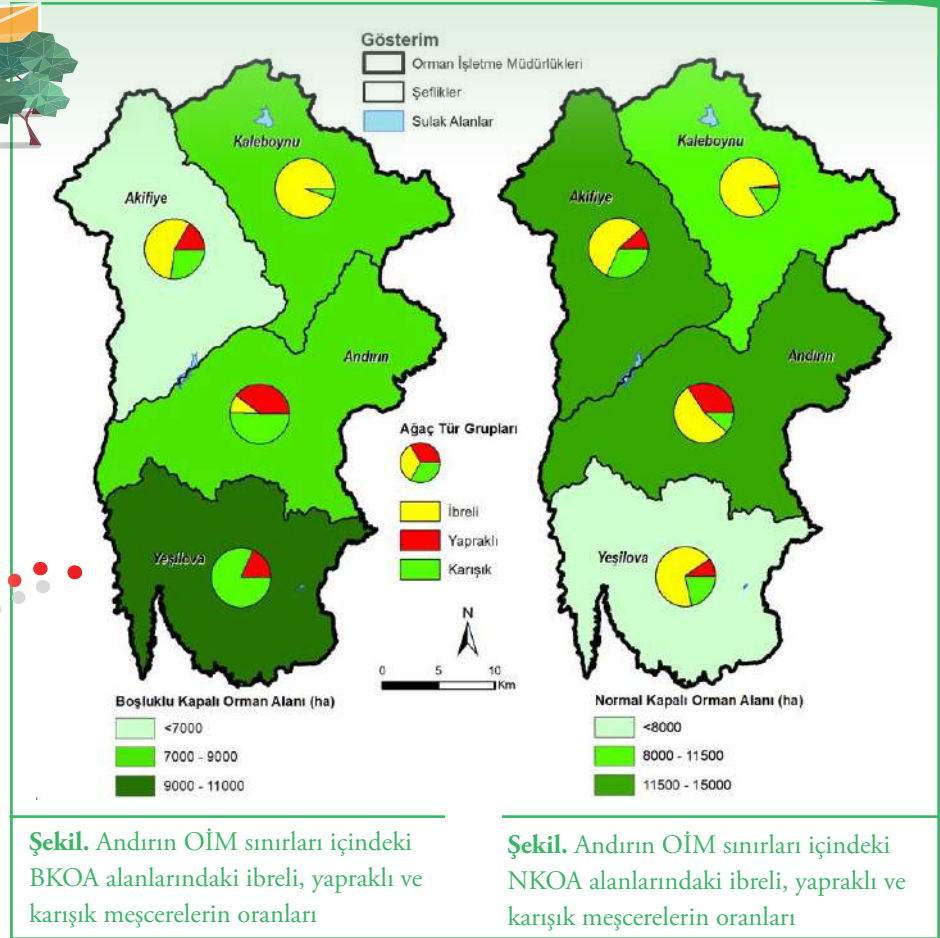 Gösterim
Orman İşletme Müdürlükleri
Şeflikler
Sulak Alanlar
Kaleboynu
Akifiye
Andırın
Yeşilova
Kaleboynu
Akifiye
Andırın
Yeşilova
Ağaç Tür Grupları
İbreli
Yapraklı
Karışık
N
0 5 10
Km
Boşluklu Kapalı Orman Alanı (ha)
<7000
7000 - 9000
9000 - 11000
Normal Kapalı Orman Alanı (ha)
<8000
8000 - 11500
11500 - 15000
Şekil. Andırın OİM sınırları içindeki
BKOA alanlarındaki ibreli, yapraklı ve
karışık meşcerelerin oranları
Şekil. Andırın OİM sınırları içindeki
NKOA alanlarındaki ibreli, yapraklı ve
karışık meşcerelerin oranları